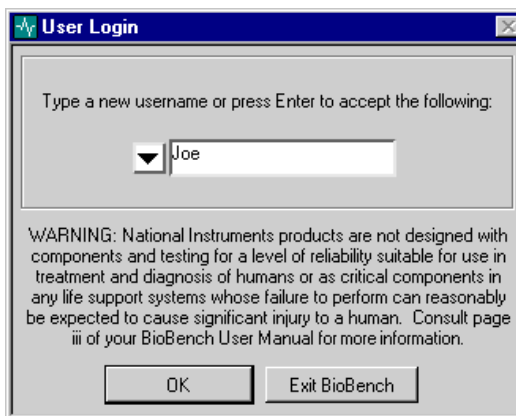 User Login
Type a new username or press Enter to accept the following:
Joe
WARNING: National Instruments products are not designed with
components and testing for a level of reliability suitable for use in
treatment and diagnosis of humans or as critical components in
any life support systems whose failure to perform can reasonably
be expected to cause significant injury to a human.  Consult page
iii of your BioBench User Manual for more information.
OK
Exit BioBench